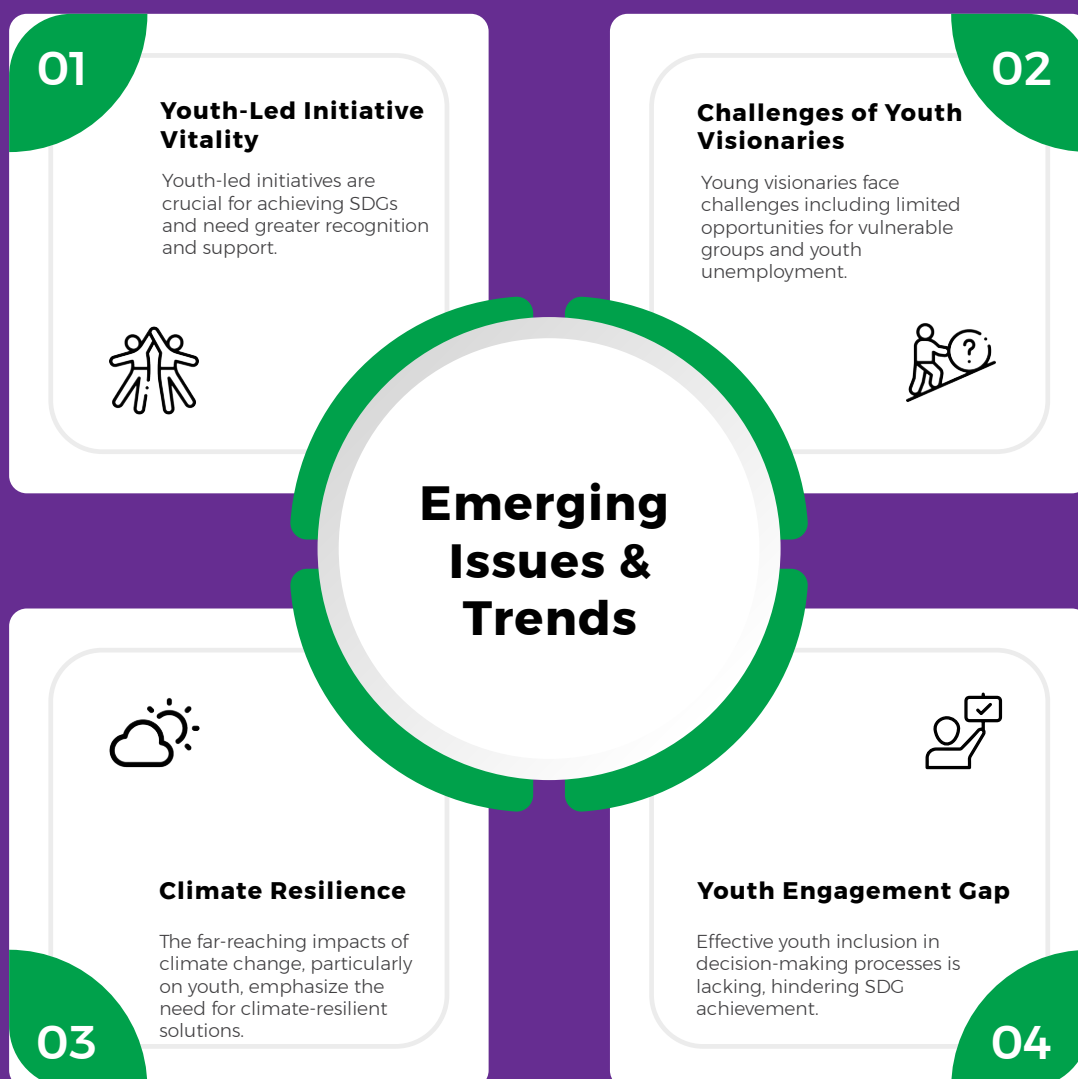 01
Youth-Led Initiative
Vitality
Youth-led initiatives are
crucial for achieving SDGs
and need greater recognition
and support.
02
Challenges of Youth
Visionaries
Young visionaries face
challenges including limited
opportunities for vulnerable
groups and youth
unemployment.
?
Emerging
Issues &
Trends
Climate Resilience
The far-reaching impacts of
climate change, particularly
on youth, emphasize the
need for climate-resilient
solutions.
03
Youth Engagement Gap
Effective youth inclusion in
decision-making processes is
lacking, hindering SDG
achievement.
04